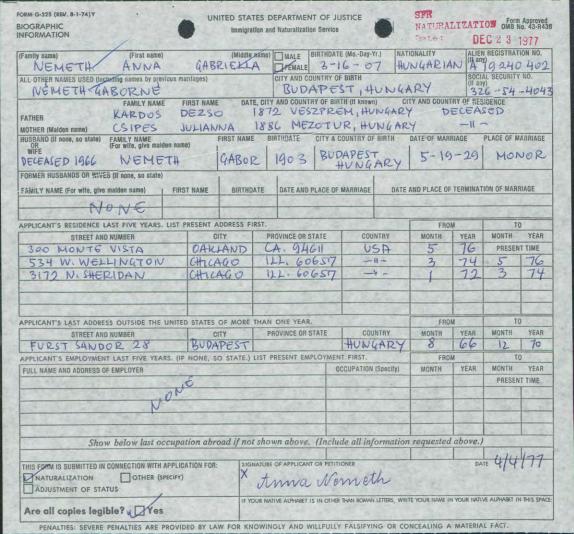 FORM G-325 (REV. 8-1-74)Y
BIOGRAPHIC
INFORMATION
UNITED STATES DEPARTMENT OF JUSTICE
Immigration and Naturalization Service
SFR
NATURALIZATION
DEC 23 1977
Form Approved
OMB No. 43-R436
(Family name) (First name) (Middle name) MALE FEMALE BIRTHDATE (Mo.-Day-Yr.) NATIONALITY ALIEN REGISTRATION NO. (If any)
NEMETH ANNA GABRIELLA 3-16-07 HUNGARIAN A 19 240 402
ALL OTHER NAMES USED (Including names by previous marriages) CITY AND COUNTRY OF BIRTH SOCIAL SECURITY NO. (If any)
NÉMETH GABORNE BUDAPEST, HUNGARY 326-54-4043
FAMILY NAME FIRST NAME DATE, CITY AND COUNTRY OF BIRTH (If known) CITY AND COUNTRY OF RESIDENCE
FATHER KARDOS DEZSO 1872 VESZPREM, HUNGARY DECEASED
MOTHER (Maiden name) CSIPES JULIANNA 1886 MEZOTUR, HUNGARY -11-
HUSBAND (If none, so state) OR WIFE FAMILY NAME (For wife, give maiden name) FIRST NAME BIRTHDATE CITY & COUNTRY OF BIRTH DATE OF MARRIAGE PLACE OF MARRIAGE
DECEASED 1966 NEMETH GABOR 1903 BUDAPEST HUNGARY 5-19-29 MONOR
FORMER HUSBANDS OR WIVES (If none, so state)
FAMILY NAME (For wife, give maiden name) FIRST NAME BIRTHDATE DATE AND PLACE OF MARRIAGE DATE AND PLACE OF TERMINATION OF MARRIAGE
NONE
APPLICANT'S RESIDENCE LAST FIVE YEARS. LIST PRESENT ADDRESS FIRST. FROM TO
STREET AND NUMBER CITY PROVINCE OR STATE COUNTRY MONTH YEAR MONTH YEAR
300 MONTE VISTA OAKLAND CA. 94611 USA 5 76 PRESENT TIME
534 W. WELLINGTON CHICAGO ILL. 60657 -11- 3 74 5 76
3172 N. SHERIDAN CHICAGO ILL. 60657 -11- 1 72 3 74
APPLICANT'S LAST ADDRESS OUTSIDE THE UNITED STATES OF MORE THAN ONE YEAR. FROM TO
STREET AND NUMBER CITY PROVINCE OR STATE COUNTRY MONTH YEAR MONTH YEAR
FURST SANDOR 28 BUDAPEST HUNGARY 8 66 12 70
APPLICANT'S EMPLOYMENT LAST FIVE YEARS. (IF NONE, SO STATE.) LIST PRESENT EMPLOYMENT FIRST. FROM TO
FULL NAME AND ADDRESS OF EMPLOYER OCCUPATION (Specify) MONTH YEAR MONTH YEAR
PRESENT TIME
NONE
Show below last occupation abroad if not shown above. (Include all information requested above.)
THIS FORM IS SUBMITTED IN CONNECTION WITH APPLICATION FOR: SIGNATURE OF APPLICANT OR PETITIONER DATE 4/4/77
NATURALIZATION OTHER (SPECIFY)
ADJUSTMENT OF STATUS
X Anna Nemeth
Are all copies legible? Yes
IF YOUR NATIVE ALPHABET IS IN OTHER THAN ROMAN LETTERS, WRITE YOUR NAME IN YOUR NATIVE ALPHABET IN THIS SPACE:
PENALTIES: SEVERE PENALTIES ARE PROVIDED BY LAW FOR KNOWINGLY AND WILLFULLY FALSIFYING OR CONCEALING A MATERIAL FACT.